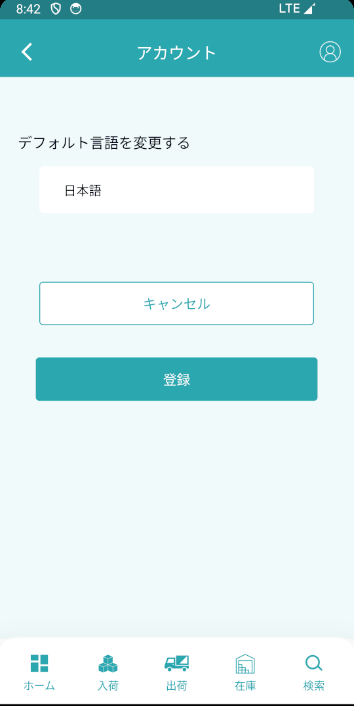 8:42 LTE
アカウント
デフォルト言語を変更する
日本語
キャンセル
登録
ホーム 入荷 出荷 在庫 検索